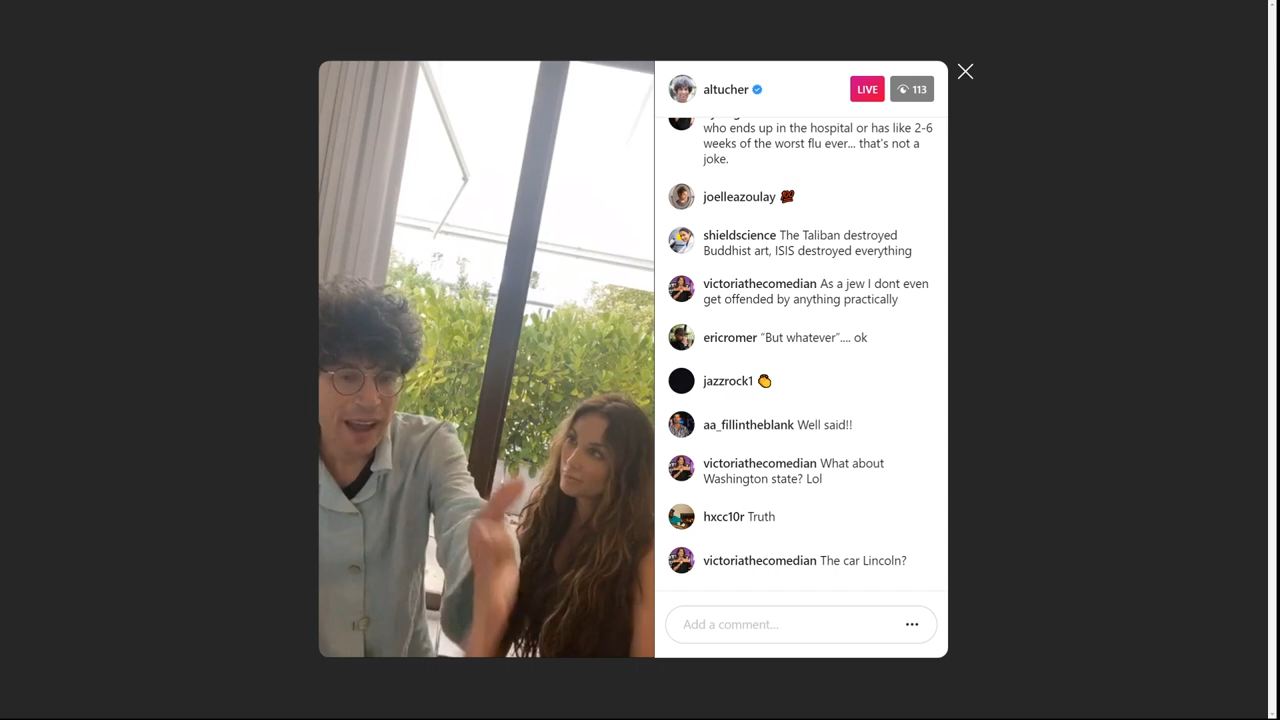 altucher
LIVE
113
who ends up in the hospital or has like 2-6
weeks of the worst flu ever... that's not a
joke.
joelleazoulay 💯
shieldscience The Taliban destroyed
Buddhist art, ISIS destroyed everything
victoriathecomedian As a jew I dont even
get offended by anything practically
ericromer “But whatever”.... ok
jazzrock1 👏
aa_fillintheblank Well said!!
victoriathecomedian What about
Washington state? Lol
hxcc10r Truth
victoriathecomedian The car Lincoln?
Add a comment...